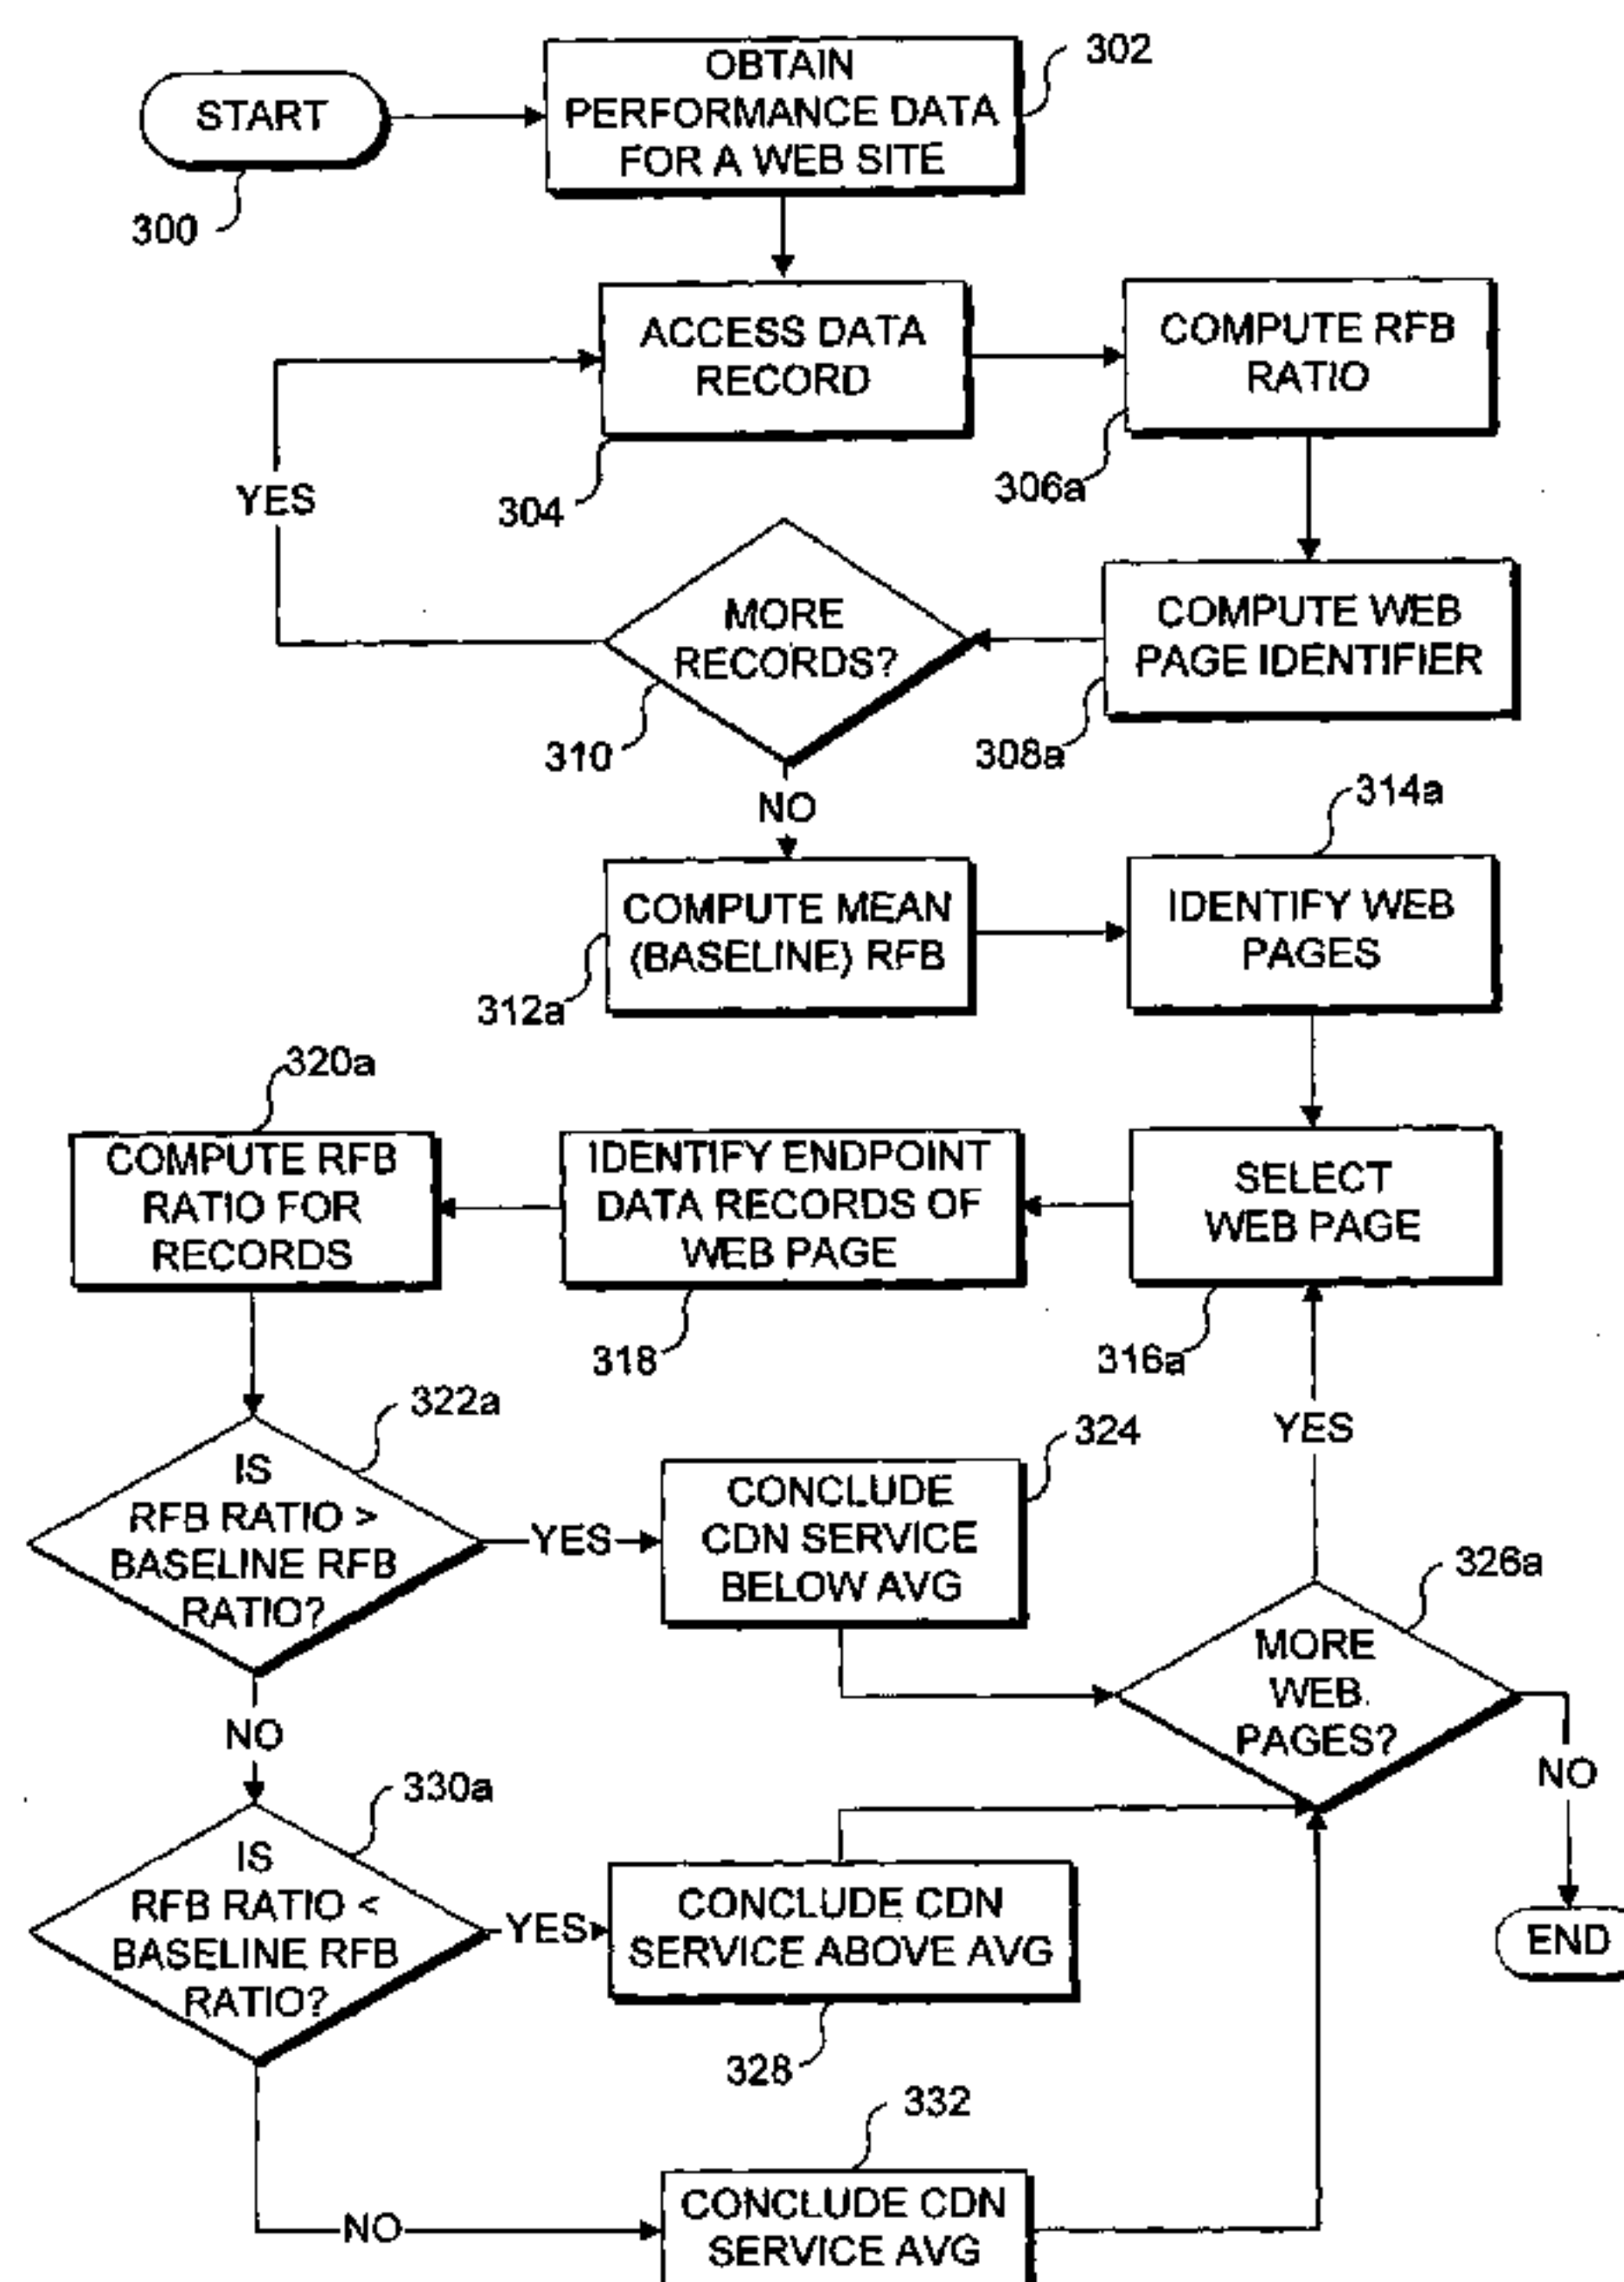 START
300
OBTAIN
PERFORMANCE DATA
FOR A WEB SITE
302
ACCESS DATA
RECORD
304
COMPUTE RFB
RATIO
306a
YES
MORE
RECORDS?
310
COMPUTE WEB
PAGE IDENTIFIER
308a
NO
COMPUTE MEAN
(BASELINE) RFB
312a
314a
IDENTIFY WEB
PAGES
320a
COMPUTE RFB
RATIO FOR
RECORDS
IDENTIFY ENDPOINT
DATA RECORDS OF
WEB PAGE
318
SELECT
WEB PAGE
316a
322a
IS
RFB RATIO >
BASELINE RFB
RATIO?
YES
324
CONCLUDE
CDN SERVICE
BELOW AVG
YES
326a
MORE
WEB.
PAGES?
NO
NO
330a
IS
RFB RATIO <
BASELINE RFB
RATIO?
YES
CONCLUDE CDN
SERVICE ABOVE AVG
328
END
332
NO
CONCLUDE CDN
SERVICE AVG